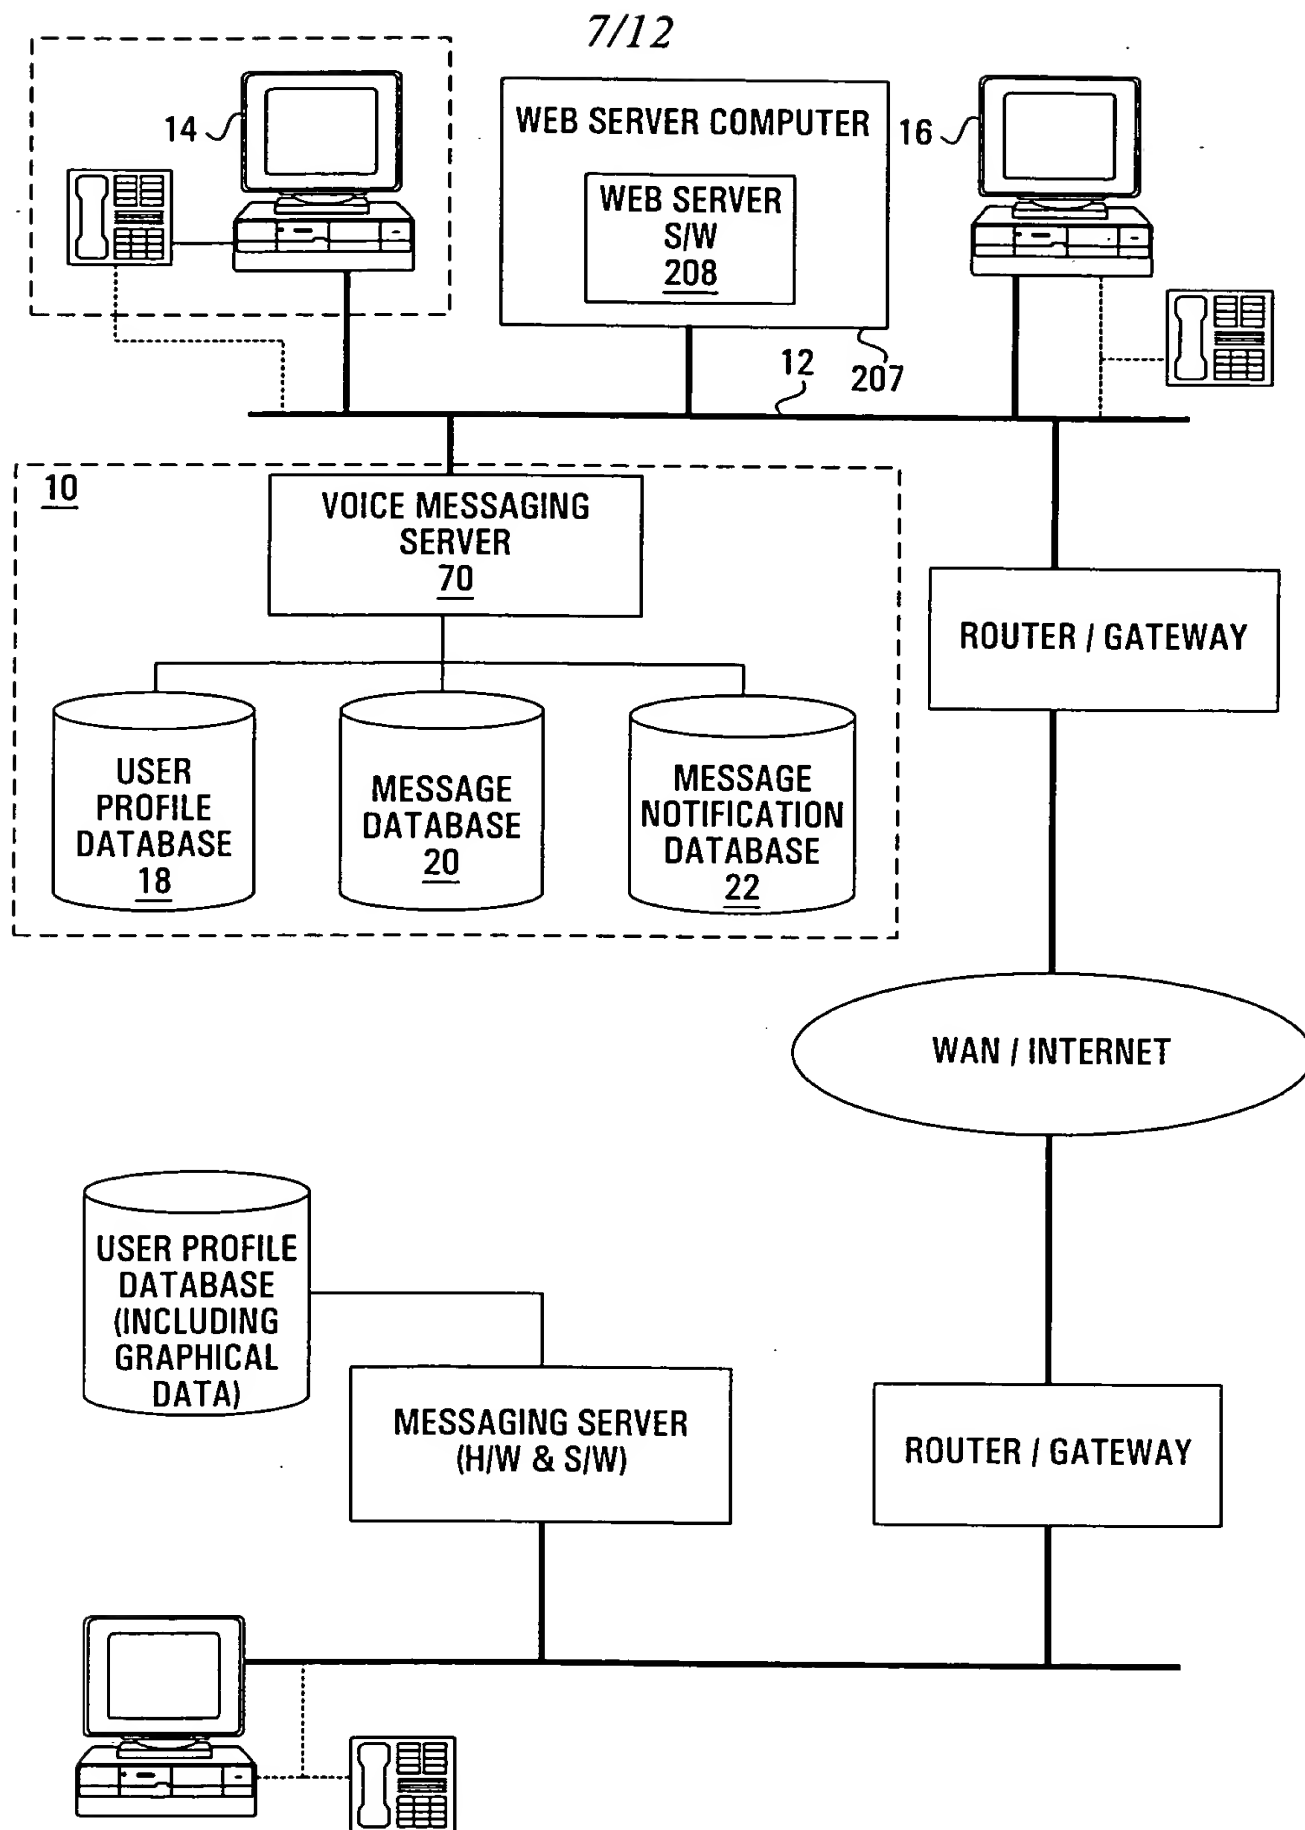 7/12
14
WEB SERVER COMPUTER
WEB SERVER
S/W
208
16
207
12
10
VOICE MESSAGING
SERVER
70
ROUTER / GATEWAY
USER
PROFILE
DATABASE
18
MESSAGE
DATABASE
20
MESSAGE
NOTIFICATION
DATABASE
22
WAN / INTERNET
USER PROFILE
DATABASE
(INCLUDING
GRAPHICAL
DATA)
MESSAGING SERVER
(H/W & S/W)
ROUTER / GATEWAY